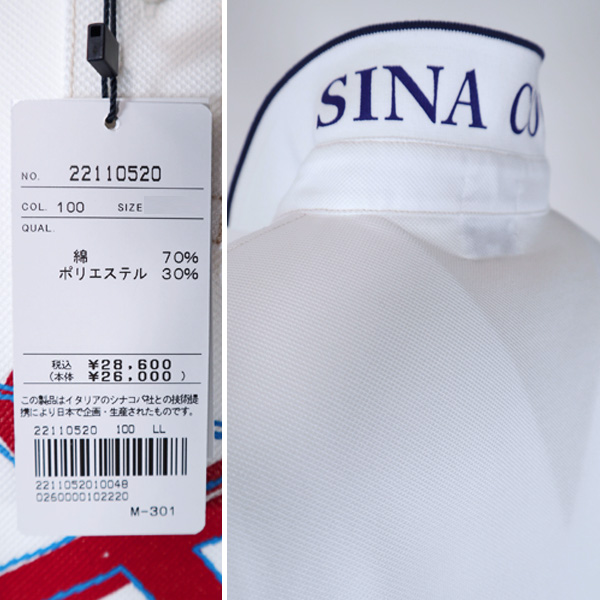 NO. 22110520
COL. 100 SIZE
QUAL.
綿 70%
ポリエステル 30%
税込 ¥28,600
(本体 ¥26,000)
この製品はイタリアのシナコバ社との技術提
携により日本で企画・生産されたものです。
22110520 100 LL
2211052010048
0260000102220
M-301
SINA CO